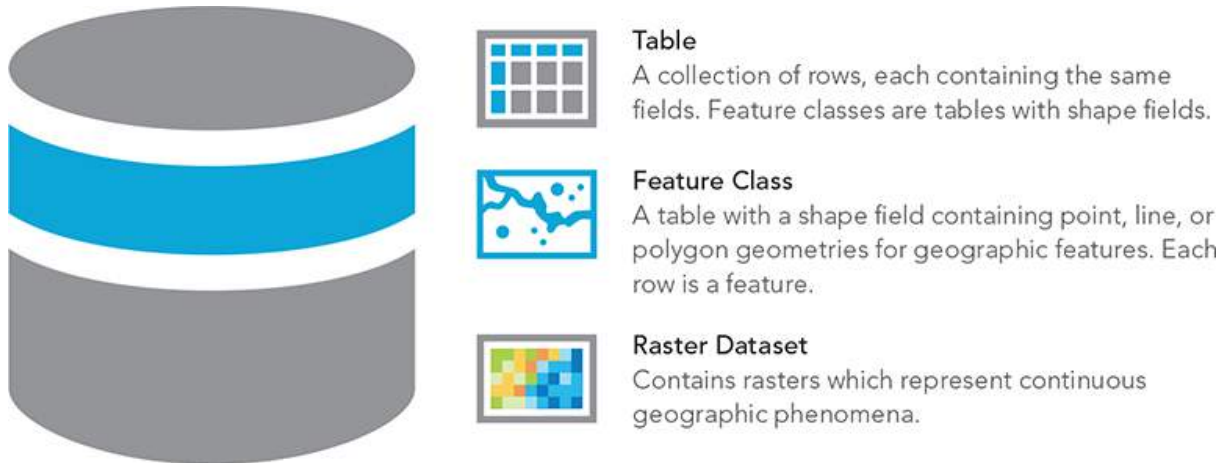 Table
A collection of rows, each containing the same
fields. Feature classes are tables with shape fields.
Feature Class
A table with a shape field containing point, line, or
polygon geometries for geographic features. Each
row is a feature.
Raster Dataset
Contains rasters which represent continuous
geographic phenomena.